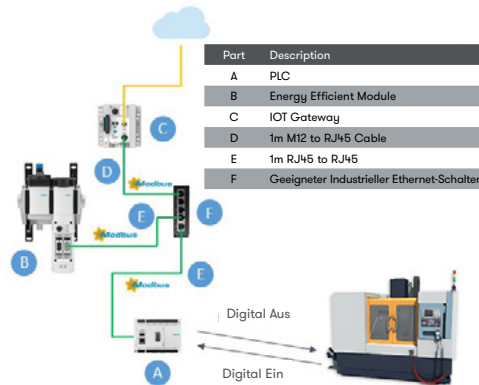 Part Description
A PLC
B Energy Efficient Module
C IOT Gateway
D 1m M12 to RJ45 Cable
E 1m RJ45 to RJ45
F Geeigneter Industrieller Ethernet-Schalter
C
D
Modbus
E
F
Modbus
B
E
Modbus
Digital Aus
A
Digital Ein